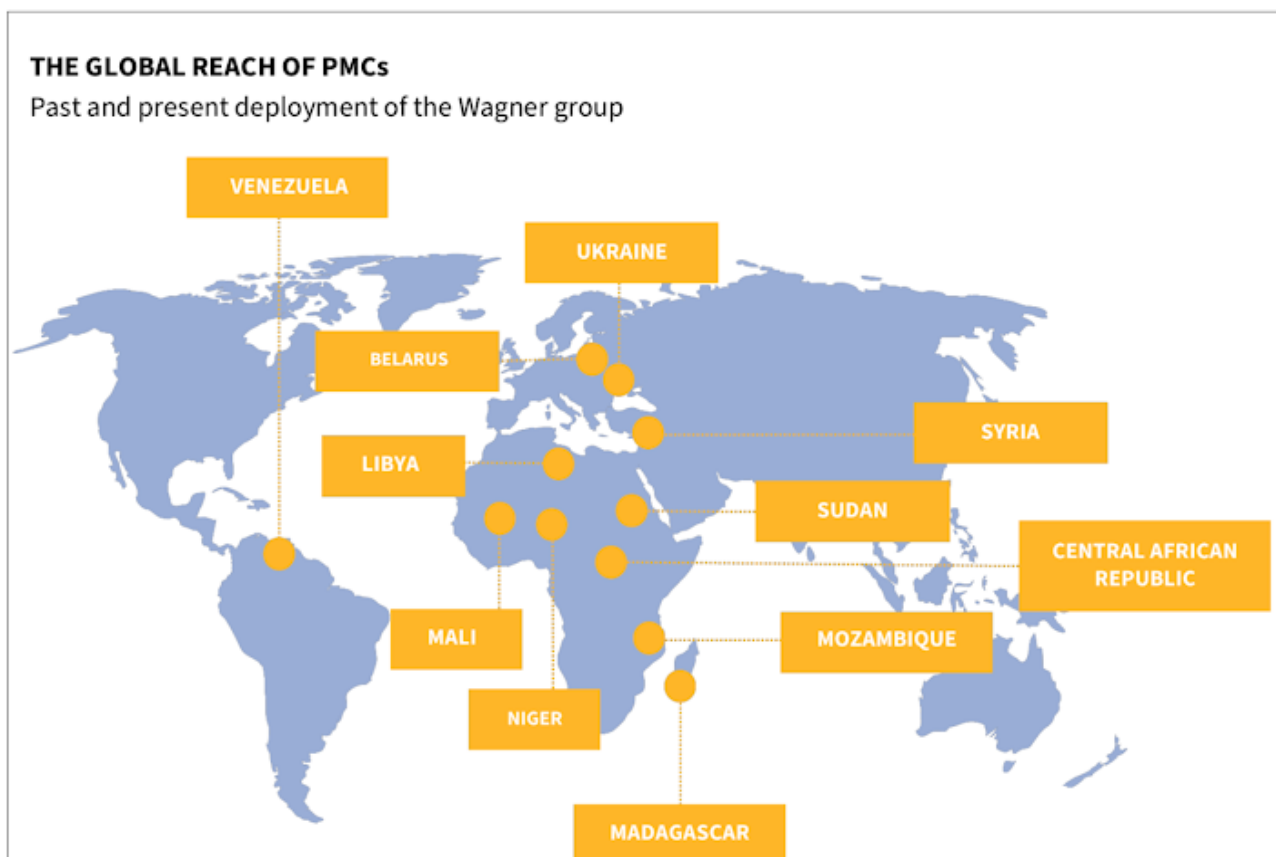 THE GLOBAL REACH OF PMCs
Past and present deployment of the Wagner group
VENEZUELA
UKRAINE
BELARUS
SYRIA
LIBYA
SUDAN
CENTRAL AFRICAN
REPUBLIC
MALI
MOZAMBIQUE
NIGER
MADAGASCAR